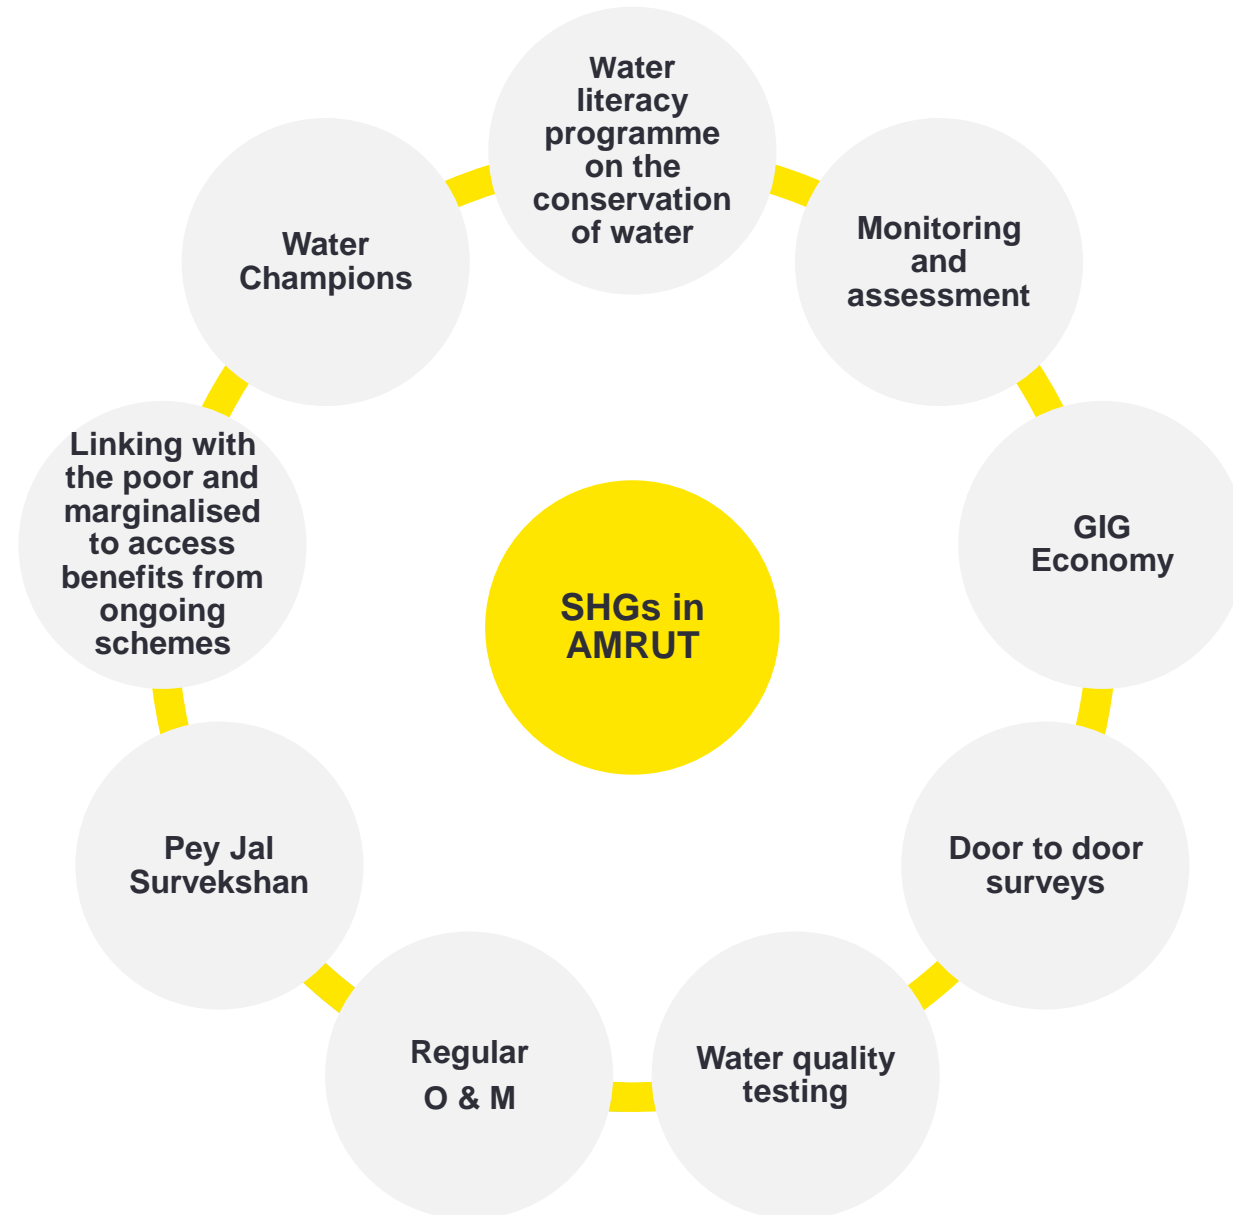 Water
literacy
programme
on the
conservation
of water
Monitoring
and
assessment
GIG
Economy
Door to door
surveys
Water quality
testing
Regular
O & M
Pey Jal
Survekshan
Linking with
the poor and
marginalised
to access
benefits from
ongoing
schemes
Water
Champions
SHGs in
AMRUT